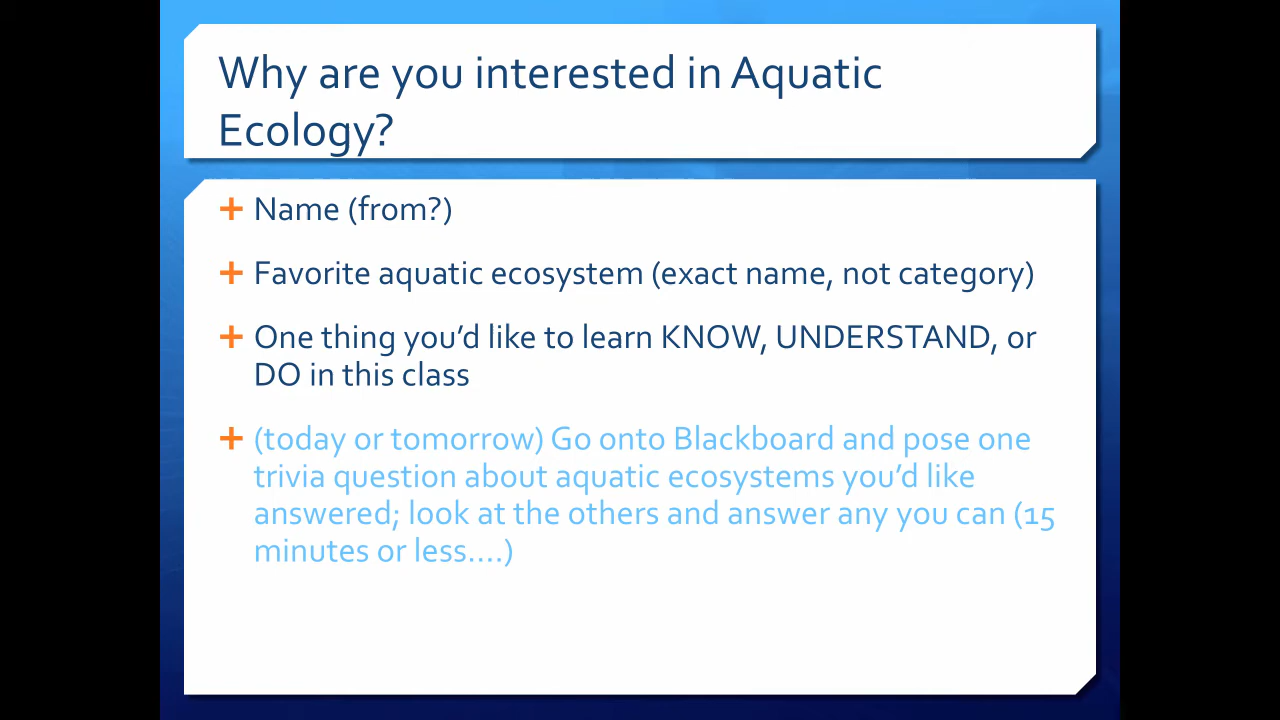 Why are you interested in Aquatic
Ecology?
+ Name (from?)
+ Favorite aquatic ecosystem (exact name, not category)
+ One thing you’d like to learn KNOW, UNDERSTAND, or
DO in this class
+ (today or tomorrow) Go onto Blackboard and pose one
trivia question about aquatic ecosystems you’d like
answered; look at the others and answer any you can (15
minutes or less….)